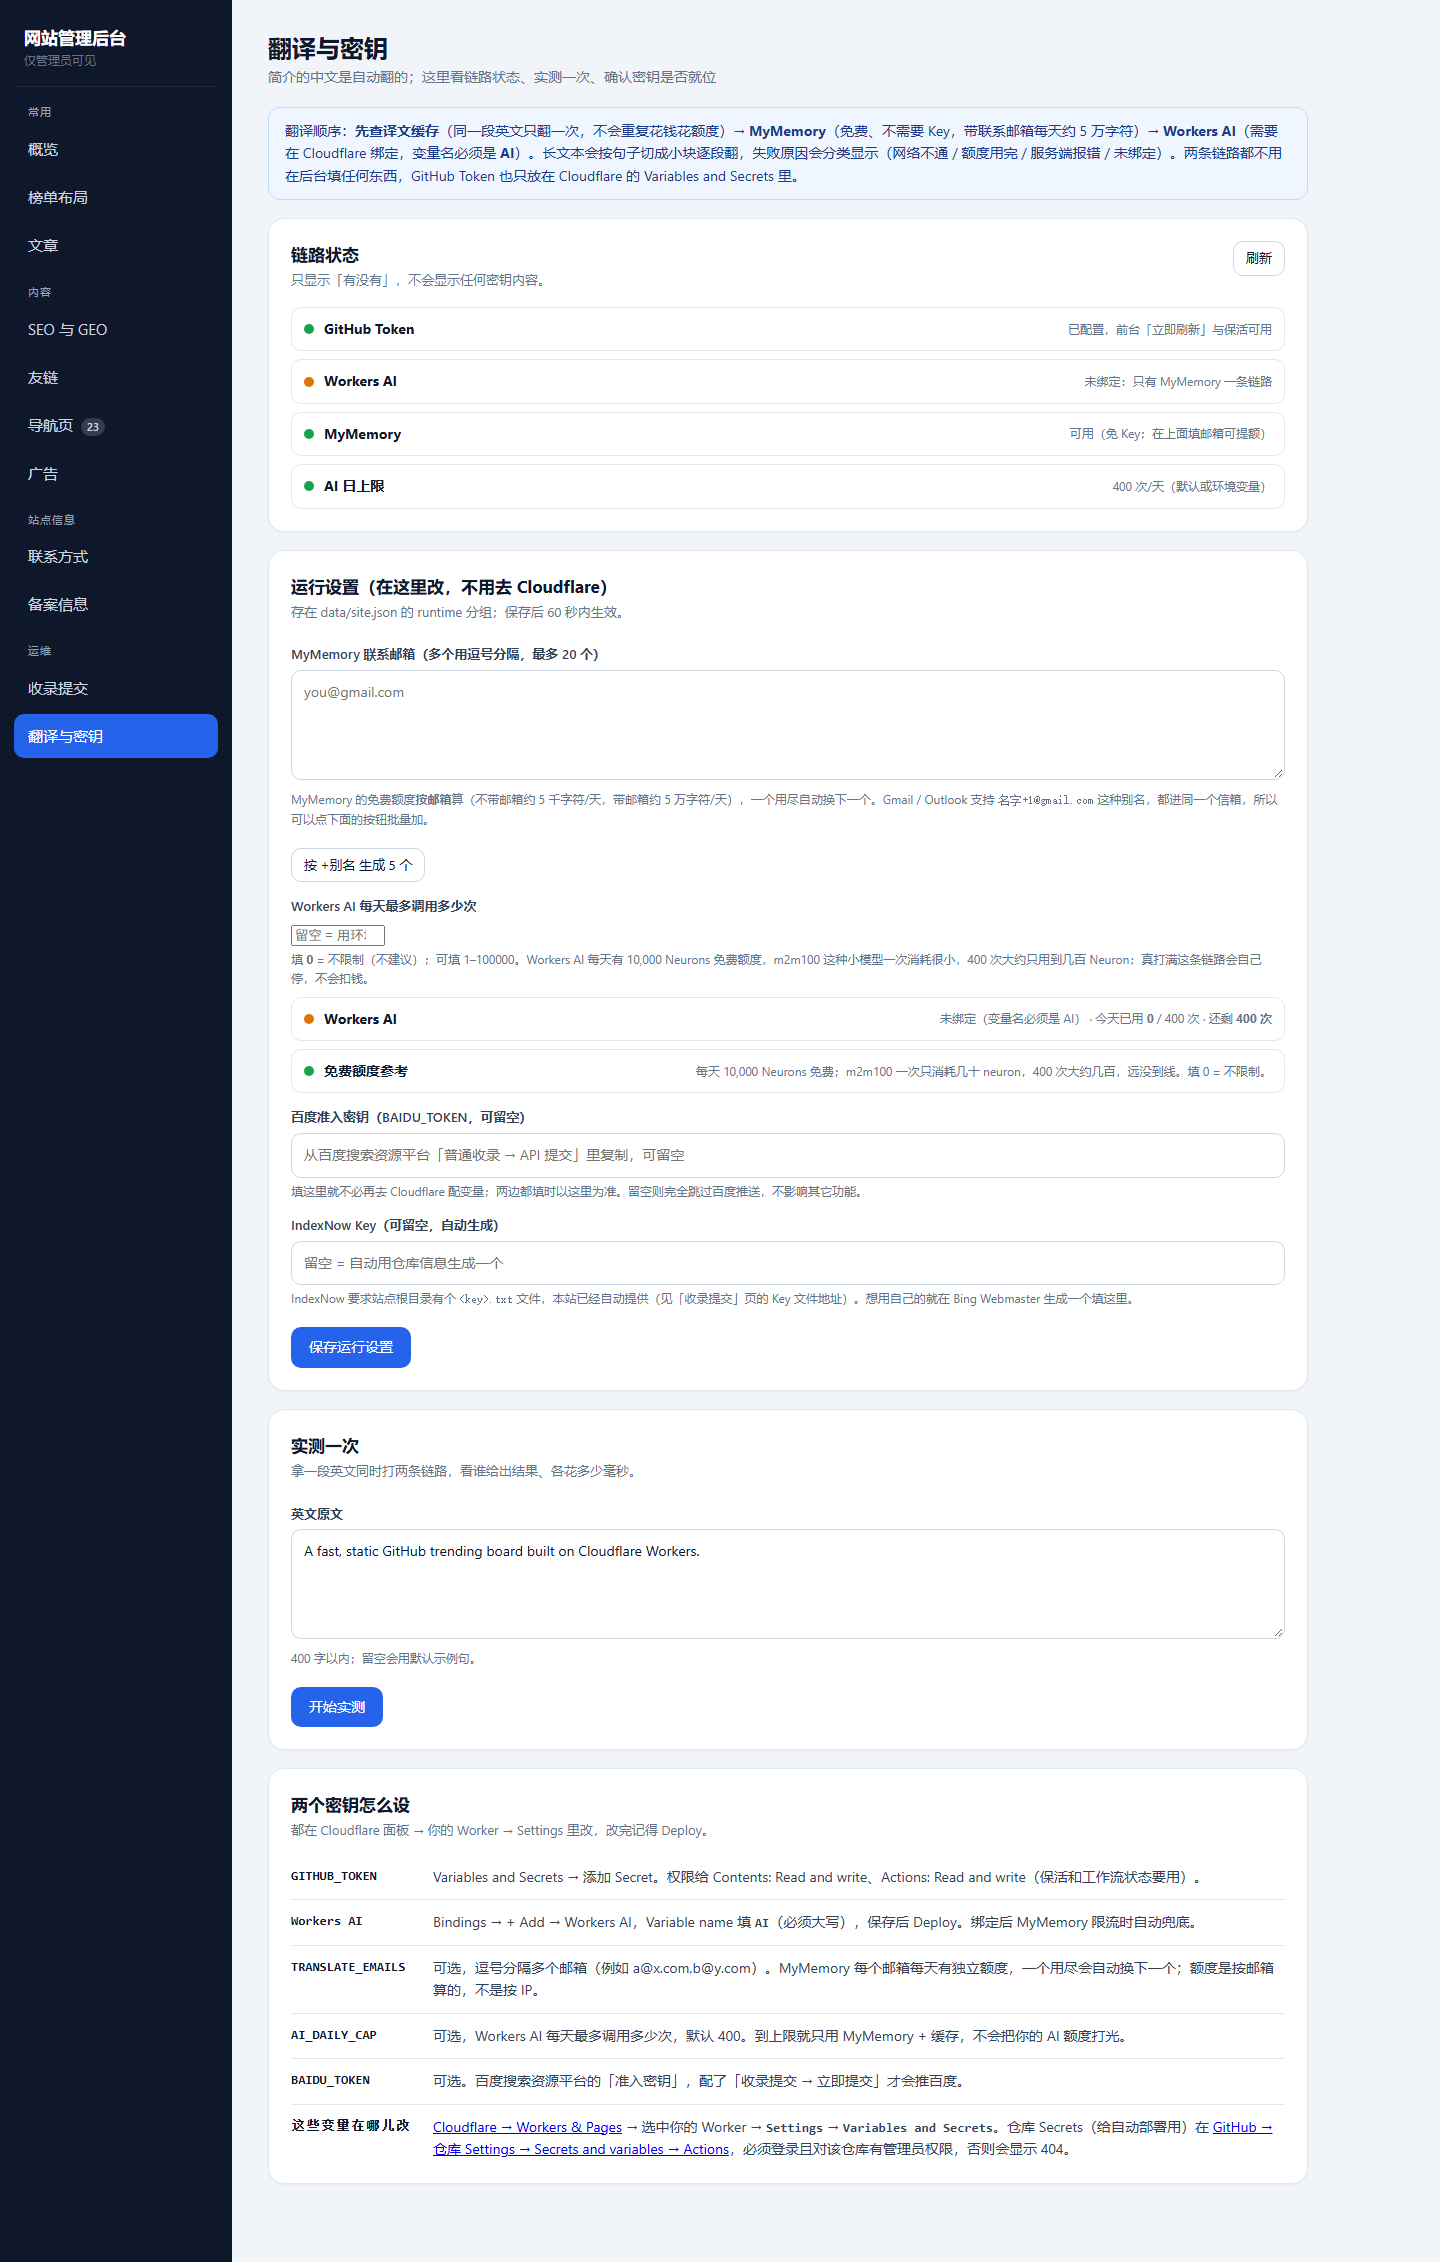 网站管理后台
仅管理员可见
常用
概览
榜单布局
文章
内容
SEO 与 GEO
友链
导航页 23
广告
站点信息
联系方式
备案信息
运维
收录提交
翻译与密钥
翻译与密钥
简介的中文是自动翻的；这里看链路状态、实测一次、确认密钥是否就位
翻译顺序：先查译文缓存（同一段英文只翻一次，不会重复花钱花额度）→ MyMemory（免费、不需要 Key，带联系邮箱每天约 5 万字符）→ Workers AI（需要
在 Cloudflare 绑定，变量名必须是 AI）。长文本会按句子切成小块逐段翻，失败原因会分类显示（网络不通 / 额度用完 / 服务端报错 / 未绑定）。两条链路都不用
在后台填任何东西，GitHub Token 也只放在 Cloudflare 的 Variables and Secrets 里。
链路状态
刷新
只显示「有没有」，不会显示任何密钥内容。
GitHub Token 已配置，前台「立即刷新」与保活可用
Workers AI 未绑定：只有 MyMemory 一条链路
MyMemory 可用（免 Key；在上面填邮箱可提额）
AI 日上限 400 次/天（默认或环境变量）
运行设置（在这里改，不用去 Cloudflare）
存在 data/site.json 的 runtime 分组；保存后 60 秒内生效。
MyMemory 联系邮箱（多个用逗号分隔，最多 20 个）
you@gmail.com
MyMemory 的免费额度按邮箱算（不带邮箱约 5 千字符/天，带邮箱约 5 万字符/天），一个用尽自动换下一个。Gmail / Outlook 支持 名字+1@gmail.com 这种别名，都进同一个信箱，所以
可以点下面的按钮批量加。
按 +别名 生成 5 个
Workers AI 每天最多调用多少次
留空 = 用环
填 0 = 不限制（不建议）；可填 1–100000。Workers AI 每天有 10,000 Neurons 免费额度，m2m100 这种小模型一次消耗很小，400 次大约只用到几百 Neuron；真打满这条链路会自己
停，不会扣钱。
Workers AI 未绑定（变量名必须是 AI）· 今天已用 0 / 400 次 · 还剩 400 次
免费额度参考 每天 10,000 Neurons 免费；m2m100 一次只消耗几十 neuron，400 次大约几百，远没到线。填 0 = 不限制。
百度准入密钥（BAIDU_TOKEN，可留空）
从百度搜索资源平台「普通收录 → API 提交」里复制，可留空
填这里就不必再去 Cloudflare 配变量；两边都填时以这里为准。留空则完全跳过百度推送，不影响其它功能。
IndexNow Key（可留空，自动生成）
留空 = 自动用仓库信息生成一个
IndexNow 要求站点根目录有个 <key>.txt 文件，本站已经自动提供（见「收录提交」页的 Key 文件地址）。想用自己的就在 Bing Webmaster 生成一个填这里。
保存运行设置
实测一次
拿一段英文同时打两条链路，看谁给出结果、各花多少毫秒。
英文原文
A fast, static GitHub trending board built on Cloudflare Workers.
400 字以内；留空会用默认示例句。
开始实测
两个密钥怎么设
都在 Cloudflare 面板 → 你的 Worker → Settings 里改，改完记得 Deploy。
GITHUB_TOKEN Variables and Secrets → 添加 Secret。权限给 Contents: Read and write、Actions: Read and write（保活和工作流状态要用）。
Workers AI Bindings → + Add → Workers AI，Variable name 填 AI（必须大写），保存后 Deploy。绑定后 MyMemory 限流时自动兜底。
TRANSLATE_EMAILS 可选，逗号分隔多个邮箱（例如 a@x.com,b@y.com）。MyMemory 每个邮箱每天有独立额度，一个用尽会自动换下一个；额度是按邮箱
算的，不是按 IP。
AI_DAILY_CAP 可选，Workers AI 每天最多调用多少次，默认 400。到上限就只用 MyMemory + 缓存，不会把你的 AI 额度打光。
BAIDU_TOKEN 可选。百度搜索资源平台的「准入密钥」，配了「收录提交 → 立即提交」才会推百度。
这些变量在哪儿改 Cloudflare → Workers & Pages → 选中你的 Worker → Settings → Variables and Secrets。仓库 Secrets（给自动部署用）在 GitHub →
仓库 Settings → Secrets and variables → Actions，必须登录且对该仓库有管理员权限，否则会显示 404。